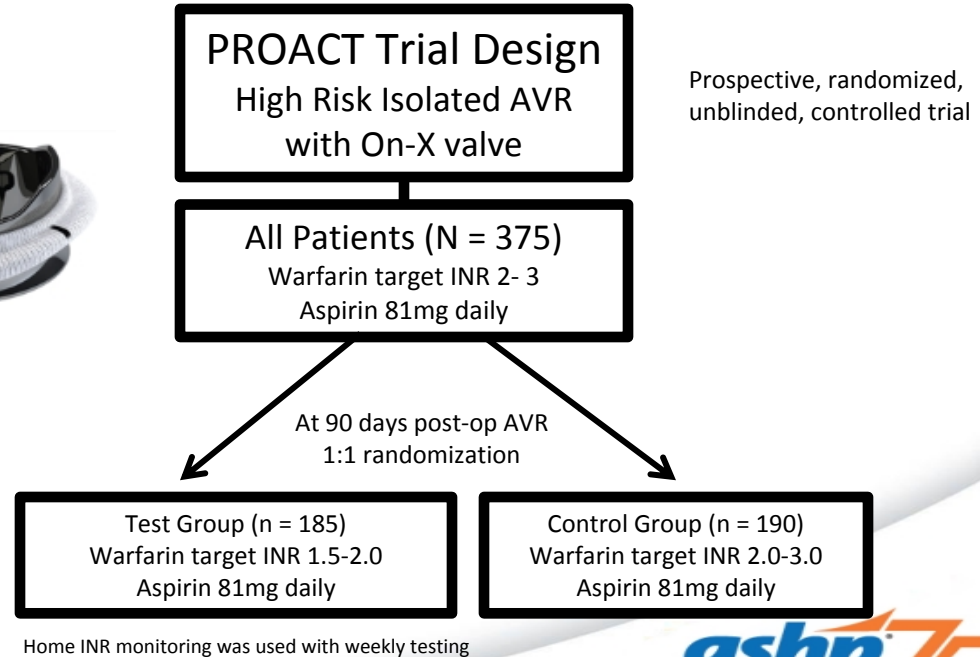 PROACT Trial Design
High Risk Isolated AVR
with On-X valve
Prospective, randomized,
unblinded, controlled trial
All Patients (N = 375)
Warfarin target INR 2- 3
Aspirin 81mg daily
At 90 days post-op AVR
1:1 randomization
Test Group (n = 185)
Warfarin target INR 1.5-2.0
Aspirin 81mg daily
Control Group (n = 190)
Warfarin target INR 2.0-3.0
Aspirin 81mg daily
Home INR monitoring was used with weekly testing